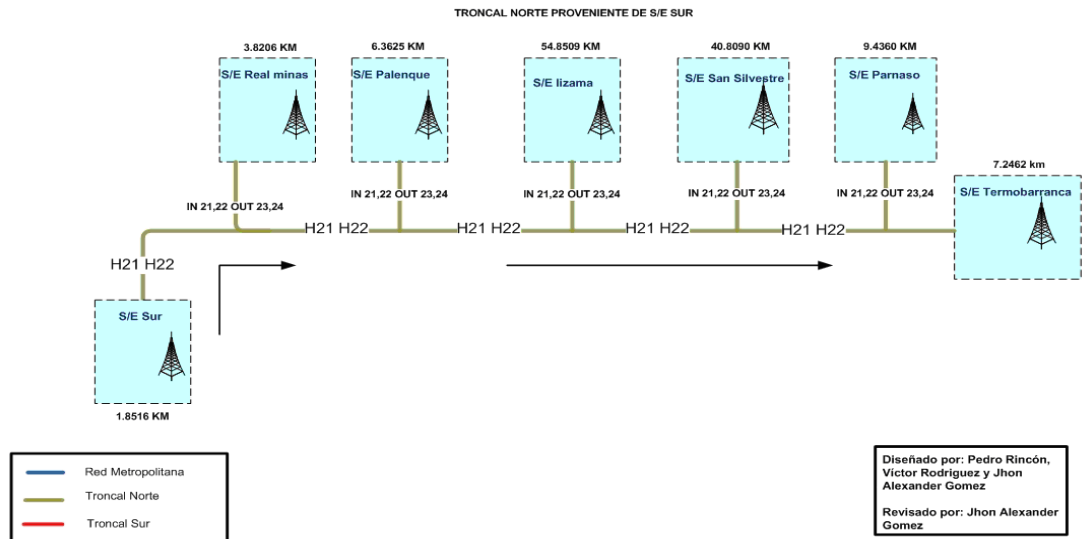 TRONCAL NORTE PROVENIENTE DE S/E SUR
3.8206 KM
6.3625 KM
54.8509 KM
40.8090 KM
9.4360 KM
S/E Real minas
S/E Palenque
S/E lizama
S/E San Silvestre
S/E Parnaso
7.2462 km
S/E Termobarranca
IN 21,22 OUT 23,24
IN 21,22 OUT 23,24
IN 21,22 OUT 23,24
IN 21,22 OUT 23,24
IN 21,22 OUT 23,24
H21 H22
H21 H22
H21 H22
H21 H22
H21 H22
S/E Sur
1.8516 KM
Red Metropolitana
Troncal Norte
Troncal Sur
Diseñado por: Pedro Rincón,
Víctor Rodriguez y Jhon
Alexander Gomez
Revisado por: Jhon Alexander
Gomez